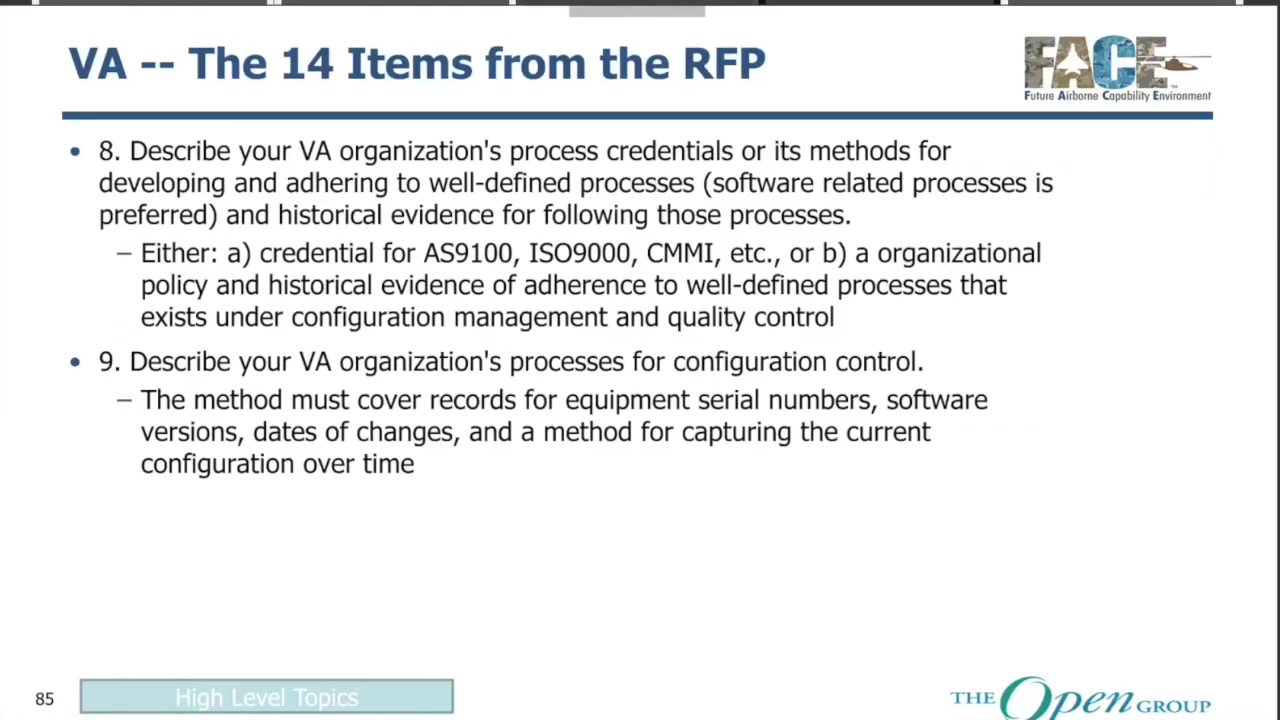 VA -- The 14 Items from the RFP
FACE
™
Future Airborne Capability Environment
• 8. Describe your VA organization's process credentials or its methods for
developing and adhering to well-defined processes (software related processes is
preferred) and historical evidence for following those processes.
– Either: a) credential for AS9100, ISO9000, CMMI, etc., or b) a organizational
policy and historical evidence of adherence to well-defined processes that
exists under configuration management and quality control
• 9. Describe your VA organization's processes for configuration control.
– The method must cover records for equipment serial numbers, software
versions, dates of changes, and a method for capturing the current
configuration over time
85
High Level Topics
THE Open GROUP